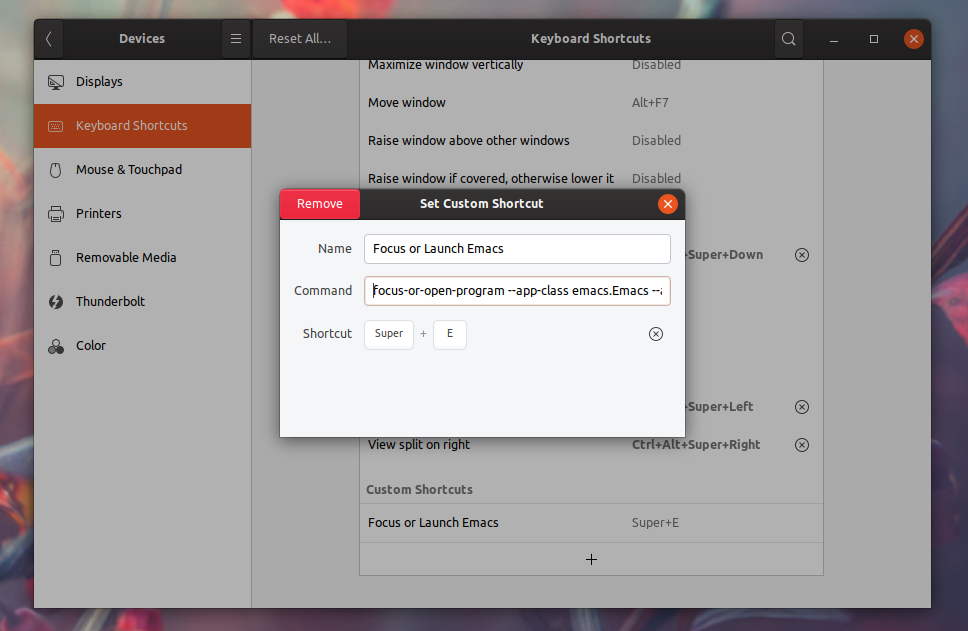 Devices
Reset All...
Keyboard Shortcuts
Displays
Keyboard Shortcuts
Mouse & Touchpad
Printers
Removable Media
Thunderbolt
Color
Maximize window vertically Disabled
Move window Alt+F7
Raise window above other windows Disabled
Raise window if covered, otherwise lower it Disabled
+Super+Down
+Super+Left
View split on right Ctrl+Alt+Super+Right
Custom Shortcuts
Focus or Launch Emacs Super+E
+
Remove
Set Custom Shortcut
Name Focus or Launch Emacs
Command focus-or-open-program --app-class emacs.Emacs --
Shortcut Super + E